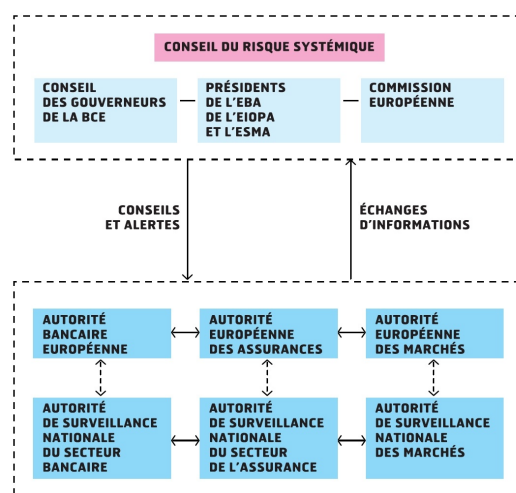 CONSEIL DU RISQUE SYSTÉMIQUE
CONSEIL
DES GOUVERNEURS
DE LA BCE
PRÉSIDENTS
DE L'EBA
DE L'EIOPA
ET L'ESMA
COMMISSION
EUROPÉENNE
CONSEILS
ET ALERTES
ÉCHANGES
D'INFORMATIONS
AUTORITÉ
BANCAIRE
EUROPÉENNE
AUTORITÉ
EUROPÉENNE
DES ASSURANCES
AUTORITÉ
EUROPÉENNE
DES MARCHÉS
AUTORITÉ
DE SURVEILLANCE
NATIONALE
DU SECTEUR
BANCAIRE
AUTORITÉ
DE SURVEILLANCE
NATIONALE
DU SECTEUR
DE L'ASSURANCE
AUTORITÉ
DE SURVEILLANCE
NATIONALE
DES MARCHÉS